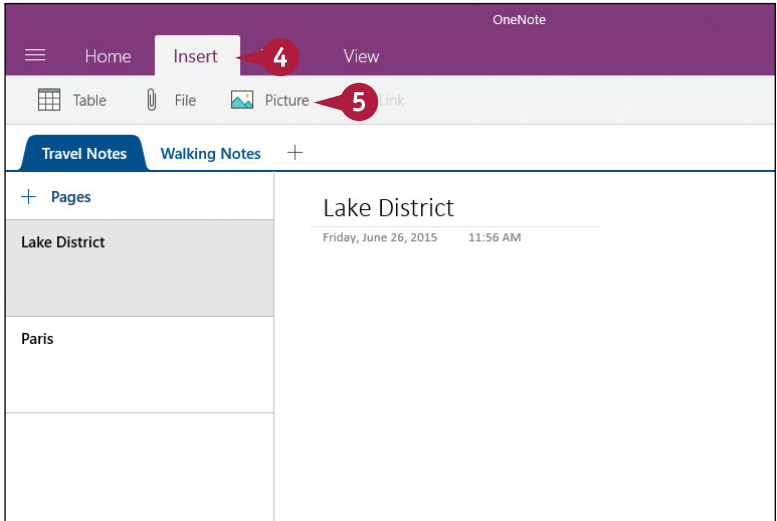 OneNote
Home Insert 4 View
Table File Picture 5 Link
Travel Notes Walking Notes +
+ Pages
Lake District
Friday, June 26, 2015 11:56 AM
Lake District
Paris